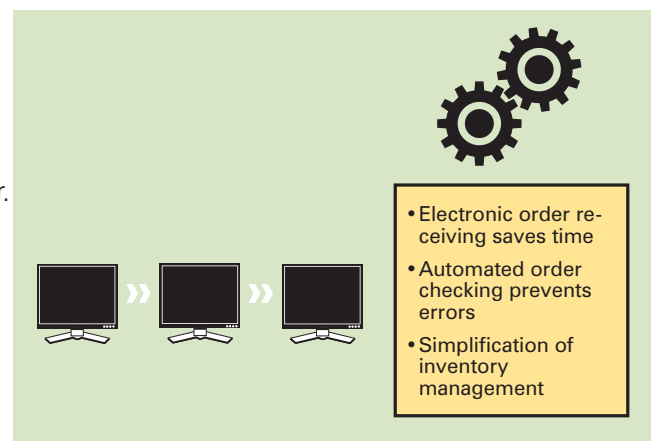 r.
• Electronic order re-
ceiving saves time
• Automated order
checking prevents
errors
• Simplification of
inventory
management